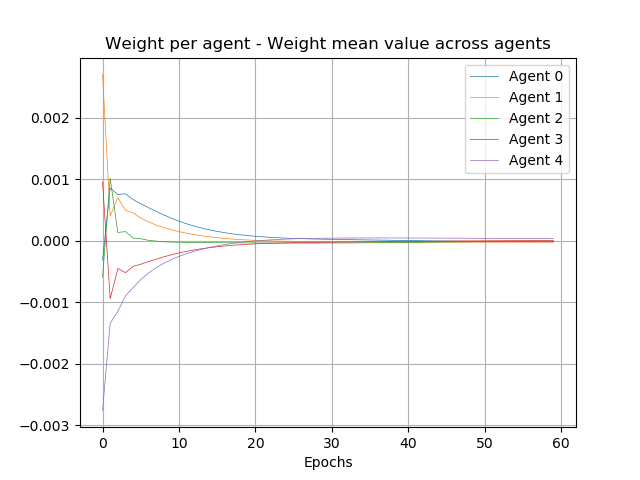 Weight per agent - Weight mean value across agents
Agent 0
Agent 1
Agent 2
Agent 3
Agent 4
0.002
0.001
0.000
−0.001
−0.002
−0.003
0 10 20 30 40 50 60
Epochs